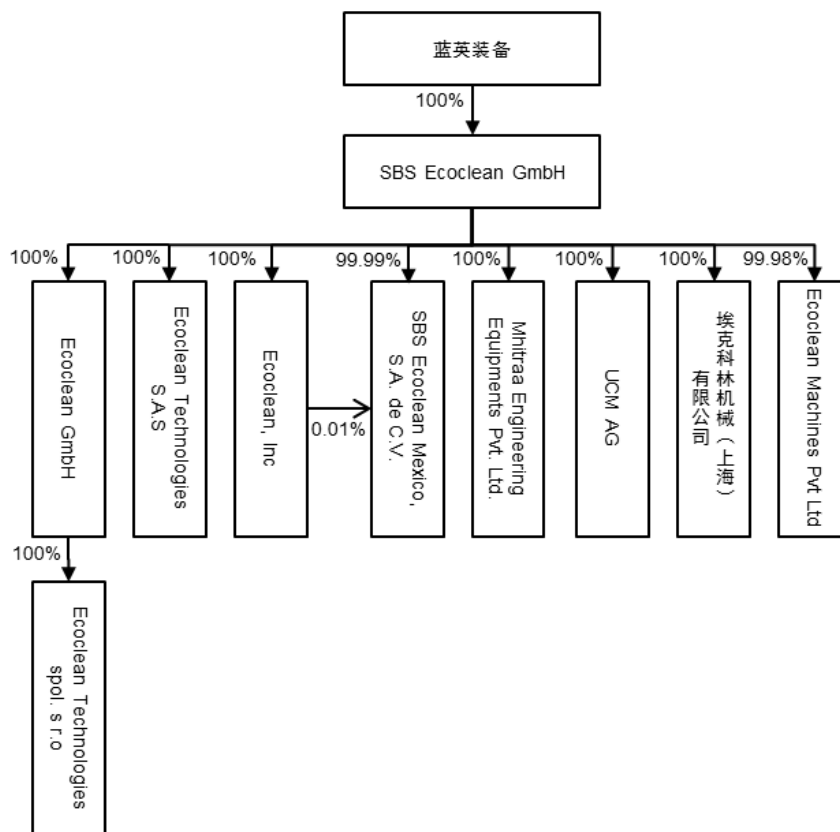 蓝英装备
100%
SBS Ecoclean GmbH
100%
100%
100%
99.99%
100%
100%
100%
99.98%
Ecoclean GmbH
Ecoclean Technologies
S.A.S
Ecoclean, Inc
0.01%
SBS Ecoclean Mexico,
S.A. de C.V.
Mhitraa Engineering
Equipments Pvt. Ltd.
UCM AG
埃克科林机械（上海）
有限公司
Ecoclean Machines Pvt Ltd
100%
Ecoclean Technologies
spol. s r.o